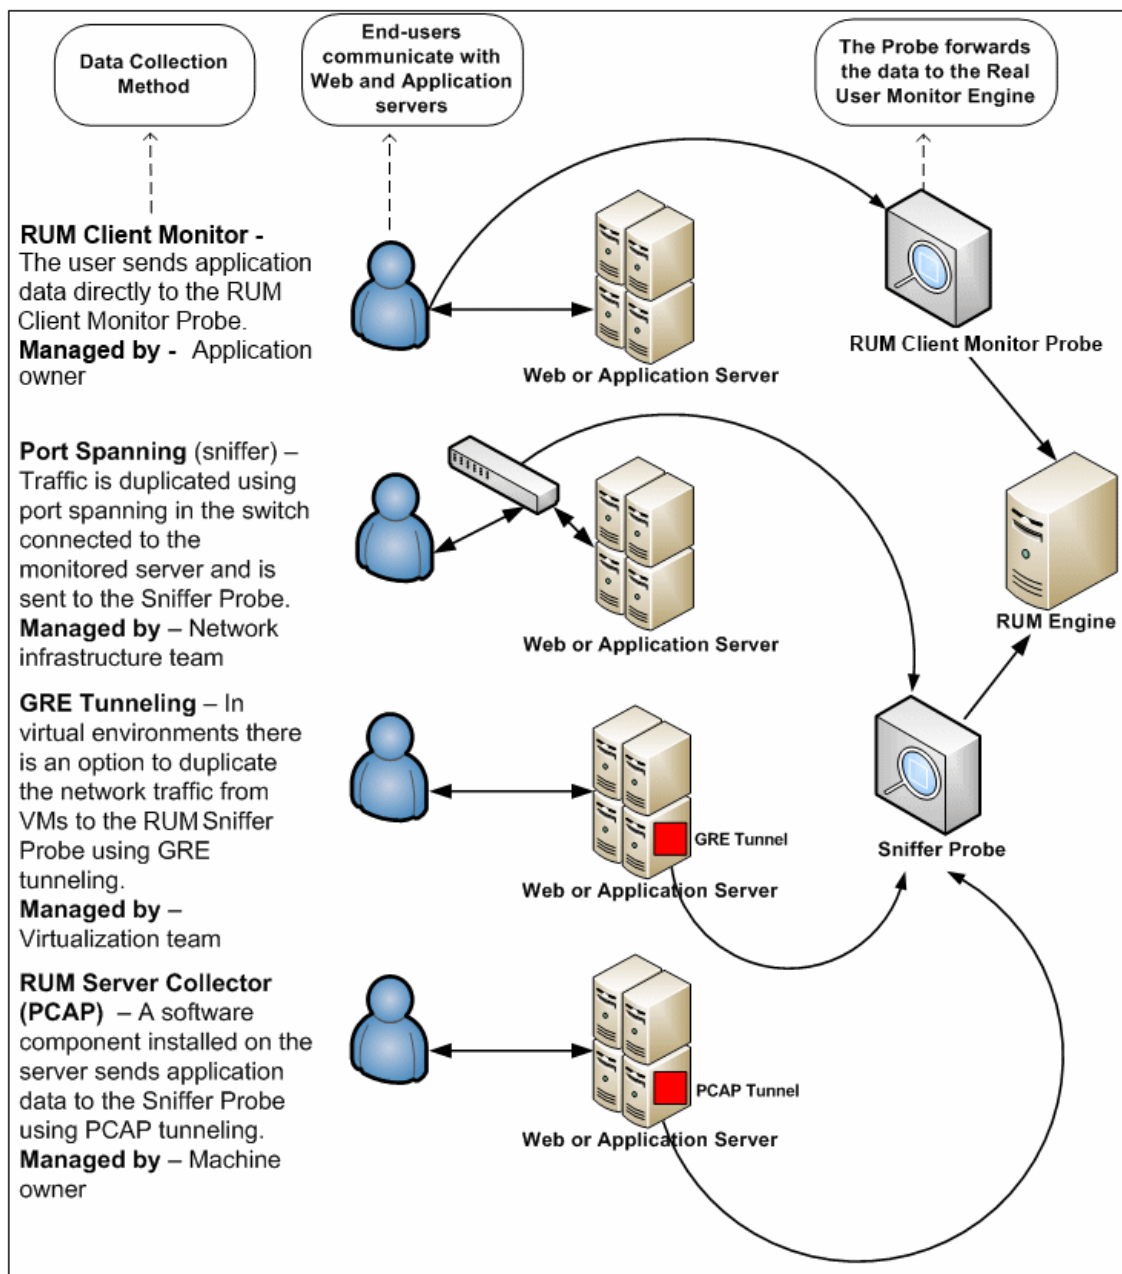 Data Collection
Method
End-users
communicate with
Web and Application
servers
The Probe forwards
the data to the Real
User Monitor Engine
RUM Client Monitor -
The user sends application
data directly to the RUM
Client Monitor Probe.
Managed by - Application
owner
Web or Application Server
RUM Client Monitor Probe
Port Spanning (sniffer) –
Traffic is duplicated using
port spanning in the switch
connected to the
monitored server and is
sent to the Sniffer Probe.
Managed by – Network
infrastructure team
Web or Application Server
RUM Engine
GRE Tunneling – In
virtual environments there
is an option to duplicate
the network traffic from
VMs to the RUM Sniffer
Probe using GRE
tunneling.
Managed by –
Virtualization team
GRE Tunnel
Web or Application Server
Sniffer Probe
RUM Server Collector
(PCAP) – A software
component installed on the
server sends application
data to the Sniffer Probe
using PCAP tunneling.
Managed by – Machine
owner
PCAP Tunnel
Web or Application Server